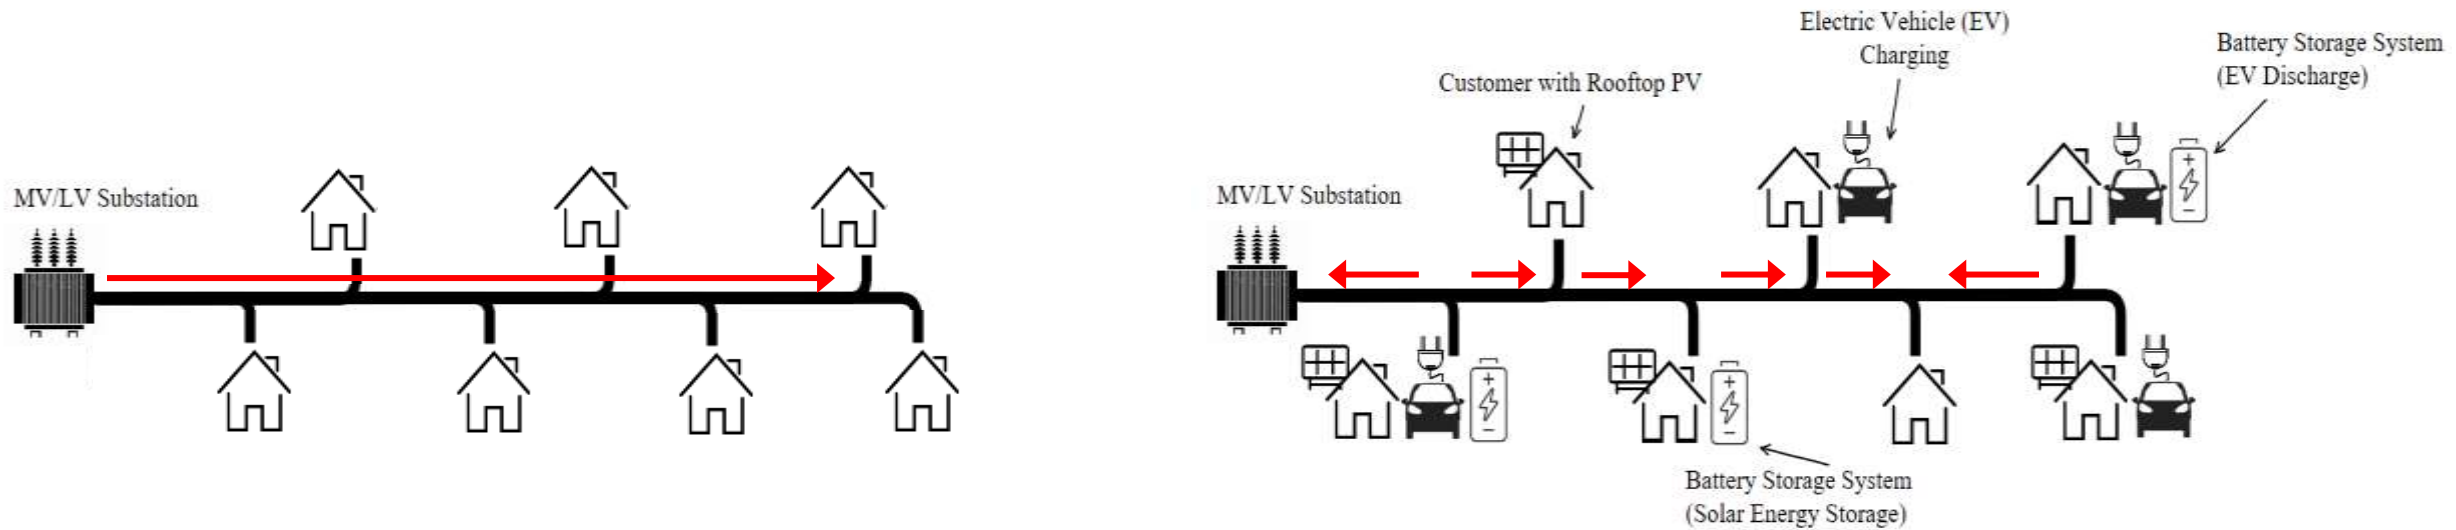 MV/LV Substation
MV/LV Substation
Customer with Rooftop PV
Electric Vehicle (EV)
Charging
Battery Storage System
(EV Discharge)
Battery Storage System
(Solar Energy Storage)